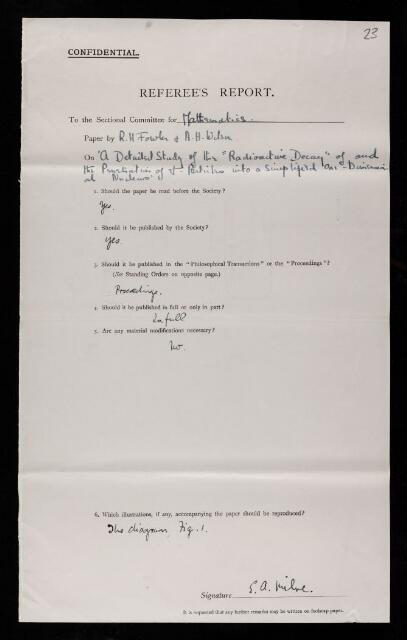 23
CONFIDENTIAL.
REFEREE'S REPORT.
To the Sectional Committee for Mathematics
Paper by R.H Fowler & A.H. Wilson
On 'A Detailed Study of the "Radioactive Decay" of and
the Penetration of α-Particles into a Simplified One-Dimension
al Nucleus'
1. Should the paper be read before the Society?
Yes.
2. Should it be published by the Society?
Yes.
3. Should it be published in the "Philosophical Transactions" or the "Proceedings"?
(See Standing Orders on opposite page.)
Proceedings.
4. Should it be published in full or only in part?
In full
5. Are any material modifications necessary?
No.
6. Which illustrations, if any, accompanying the paper should be reproduced?
The diagram, Fig. 1.
Signature E. A. Milne.
It is requested that any further remarks may be written on foolscap paper.